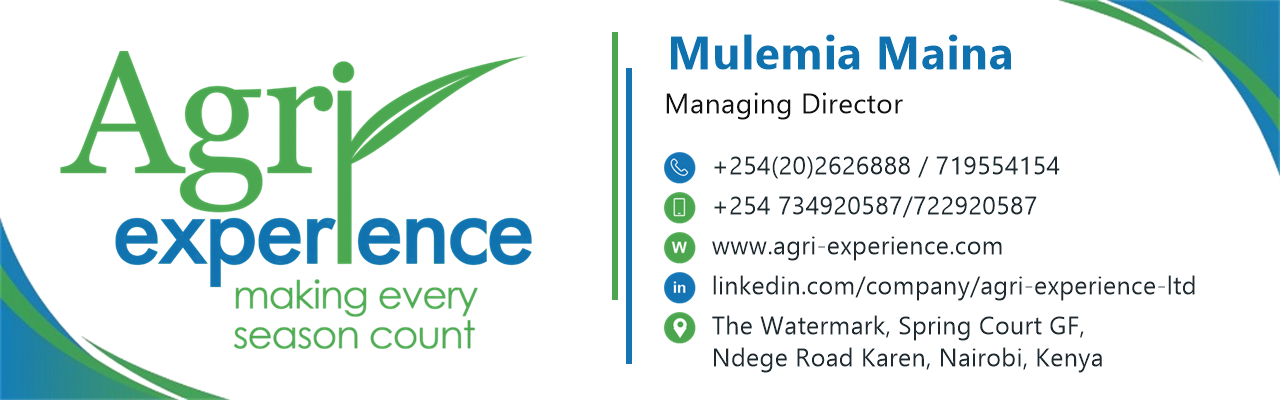 Agri
experience
making every
season count
Mulemia Maina
Managing Director
+254(20)2626888 / 719554154
+254 734920587/722920587
W www.agri-experience.com
in linkedin.com/company/agri-experience-ltd
The Watermark, Spring Court GF,
Ndege Road Karen, Nairobi, Kenya